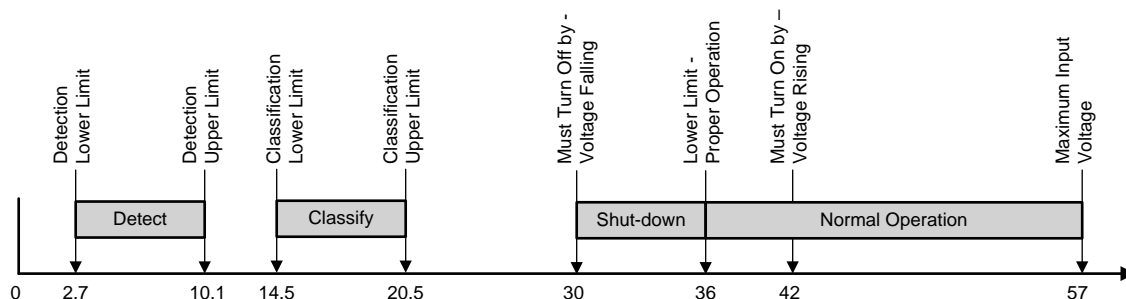 Detection
Lower Limit
Detection
Upper Limit
Classification
Lower Limit
Classification
Upper Limit
Must Turn Off by -
Voltage Falling
Lower Limit -
Proper Operation
Must Turn On by –
Voltage Rising
Maximum Input
Voltage
Detect
Classify
Shut-down
Normal Operation
0
2.7
10.1
14.5
20.5
30
36
42
57